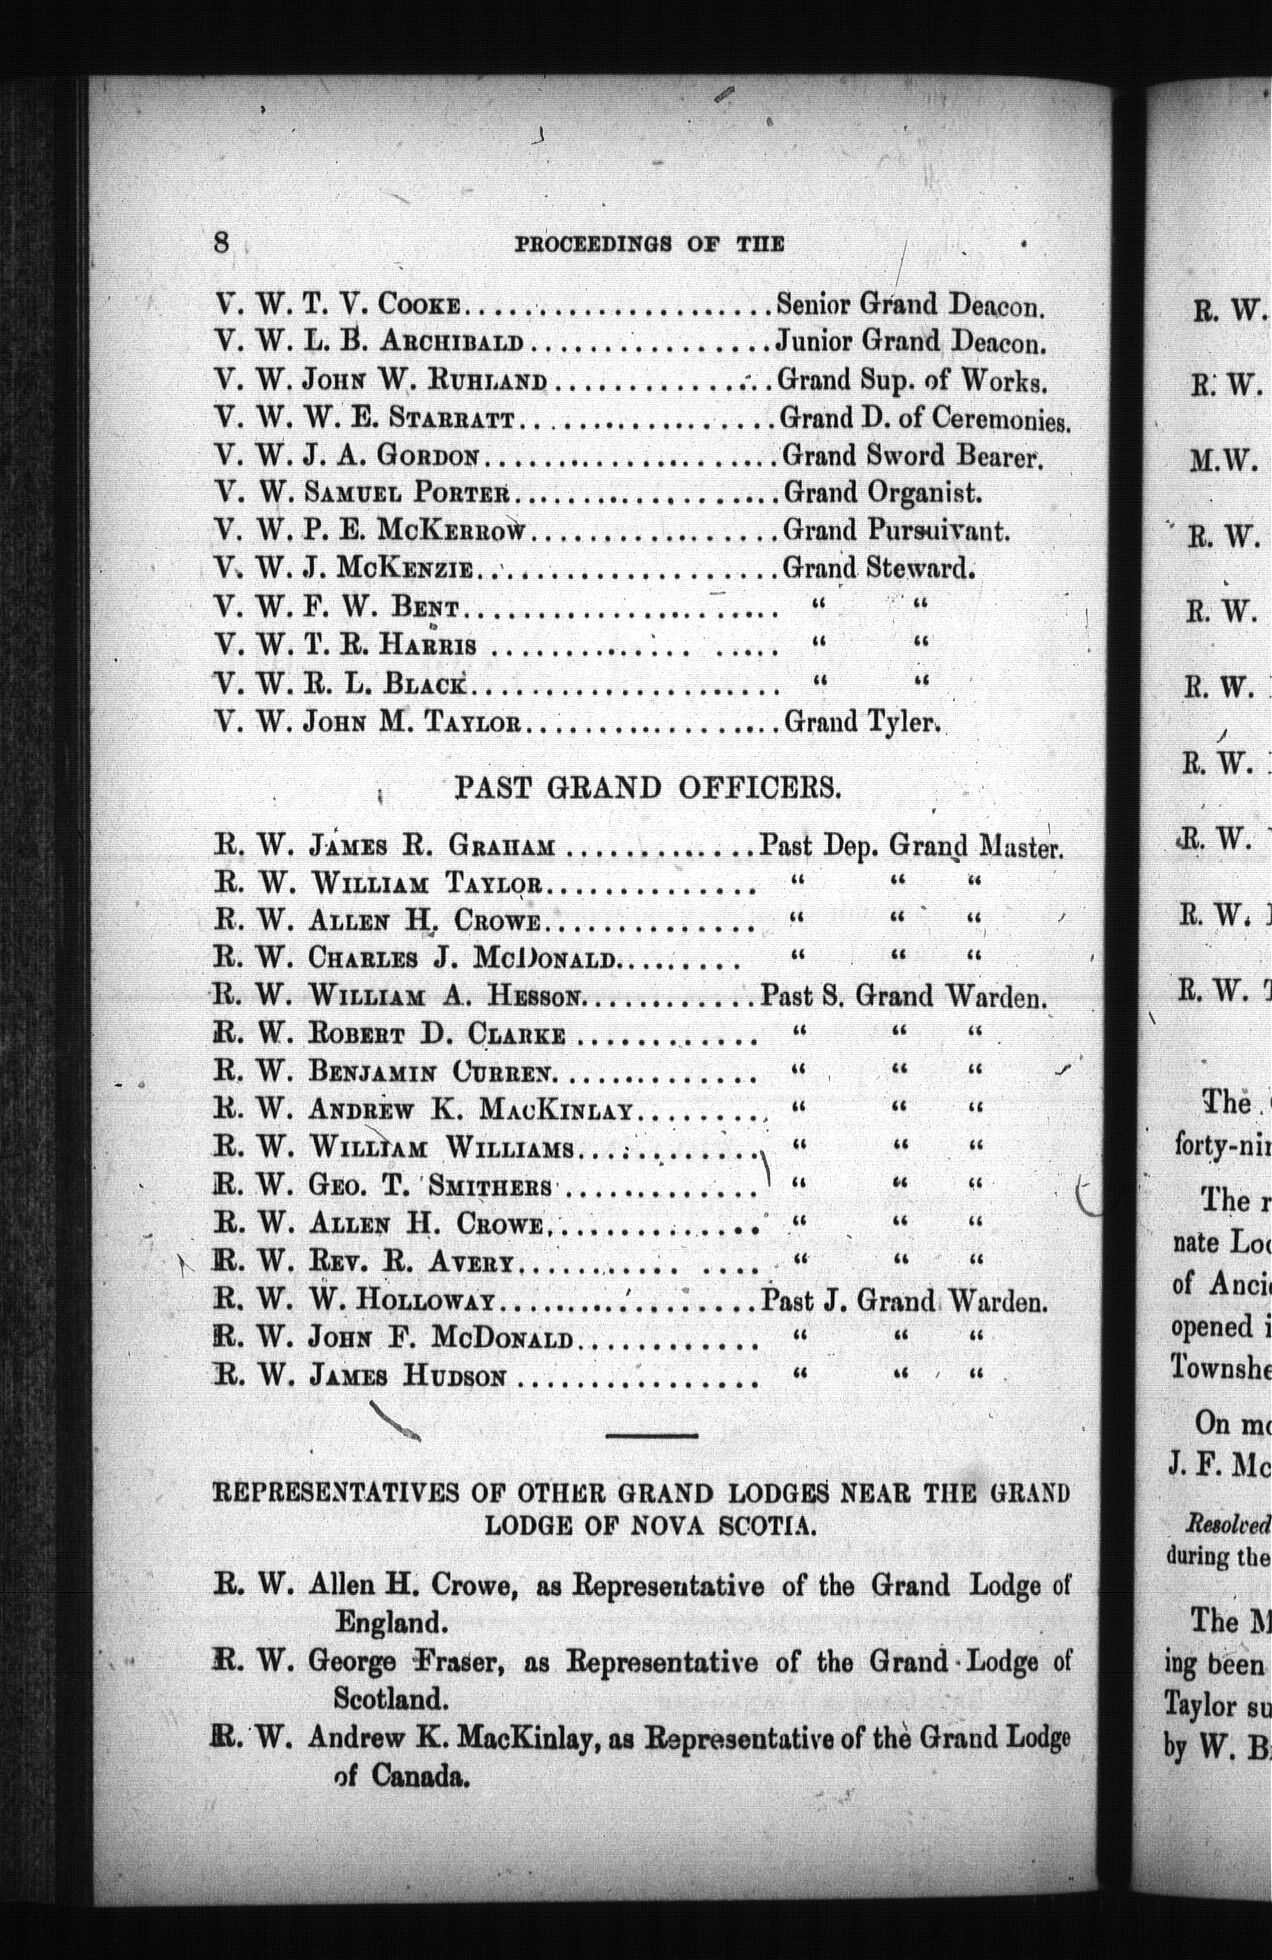 8 PROCEEDINGS OF THE
V. W. T. V. COOKE.....................Senior Grand Deacon.
V. W. L. B. ARCHIBALD................Junior Grand Deacon.
V. W. JOHN W. RUHLAND...............Grand Sup. of Works.
V. W. W. E. STARRATT.................Grand D. of Ceremonies.
V. W. J. A. GORDON....................Grand Sword Bearer.
V. W. SAMUEL PORTER..................Grand Organist.
V. W. P. E. MCKERROW.................Grand Pursuivant.
V. W. J. MCKENZIE....................Grand Steward.
V. W. F. W. BENT..................... “ “
V. W. T. R. HARRIS ................... “ “
V. W. R. L. BLACK..................... “ “
V. W. JOHN M. TAYLOR.................Grand Tyler.
PAST GRAND OFFICERS.
R. W. JAMES R. GRAHAM .............Past Dep. Grand Master.
R. W. WILLIAM TAYLOR.............. “ “ “
R. W. ALLEN H. CROWE.............. “ “ “
R. W. CHARLES J. MCDONALD......... “ “ “
R. W. WILLIAM A. HESSON............Past S. Grand Warden.
R. W. ROBERT D. CLARKE ............ “ “ “
R. W. BENJAMIN CURREN.............. “ “ “
R. W. ANDREW K. MACKINLAY......... “ “ “
R. W. WILLIAM WILLIAMS............. “ “ “
R. W. GEO. T. SMITHERS ............. “ “ “
R. W. ALLEN H. CROWE.............. “ “ “
R. W. REV. R. AVERY............... “ “ “
R. W. W. HOLLOWAY.................Past J. Grand Warden.
R. W. JOHN F. MCDONALD............ “ “ “
R. W. JAMES HUDSON ................ “ “ “
REPRESENTATIVES OF OTHER GRAND LODGES NEAR THE GRAND
LODGE OF NOVA SCOTIA.
R. W. Allen H. Crowe, as Representative of the Grand Lodge of
England.
R. W. George Fraser, as Representative of the Grand Lodge of
Scotland.
R. W. Andrew K. MacKinlay, as Representative of the Grand Lodge
of Canada.
R. W.
R. W.
M.W.
R. W.
R. W.
R. W.
R. W.
R. W.
R. W.
R. W.
The
The
nate
of
opened
On
J. F.
Resolved
during the
The
ing been
Taylor
by W.